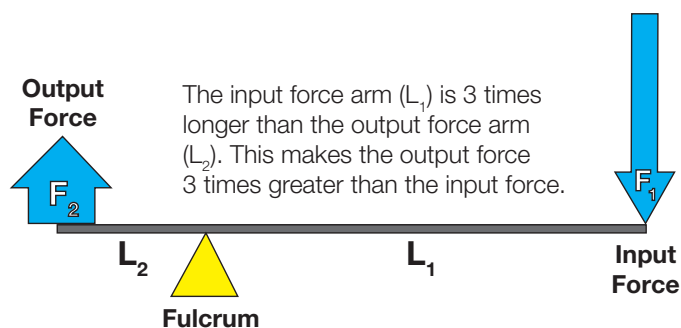 Output
Force
The input force arm (L₁) is 3 times
longer than the output force arm
(L₂). This makes the output force
3 times greater than the input force.
F₂
F₁
L₂
L₁
Input
Force
Fulcrum